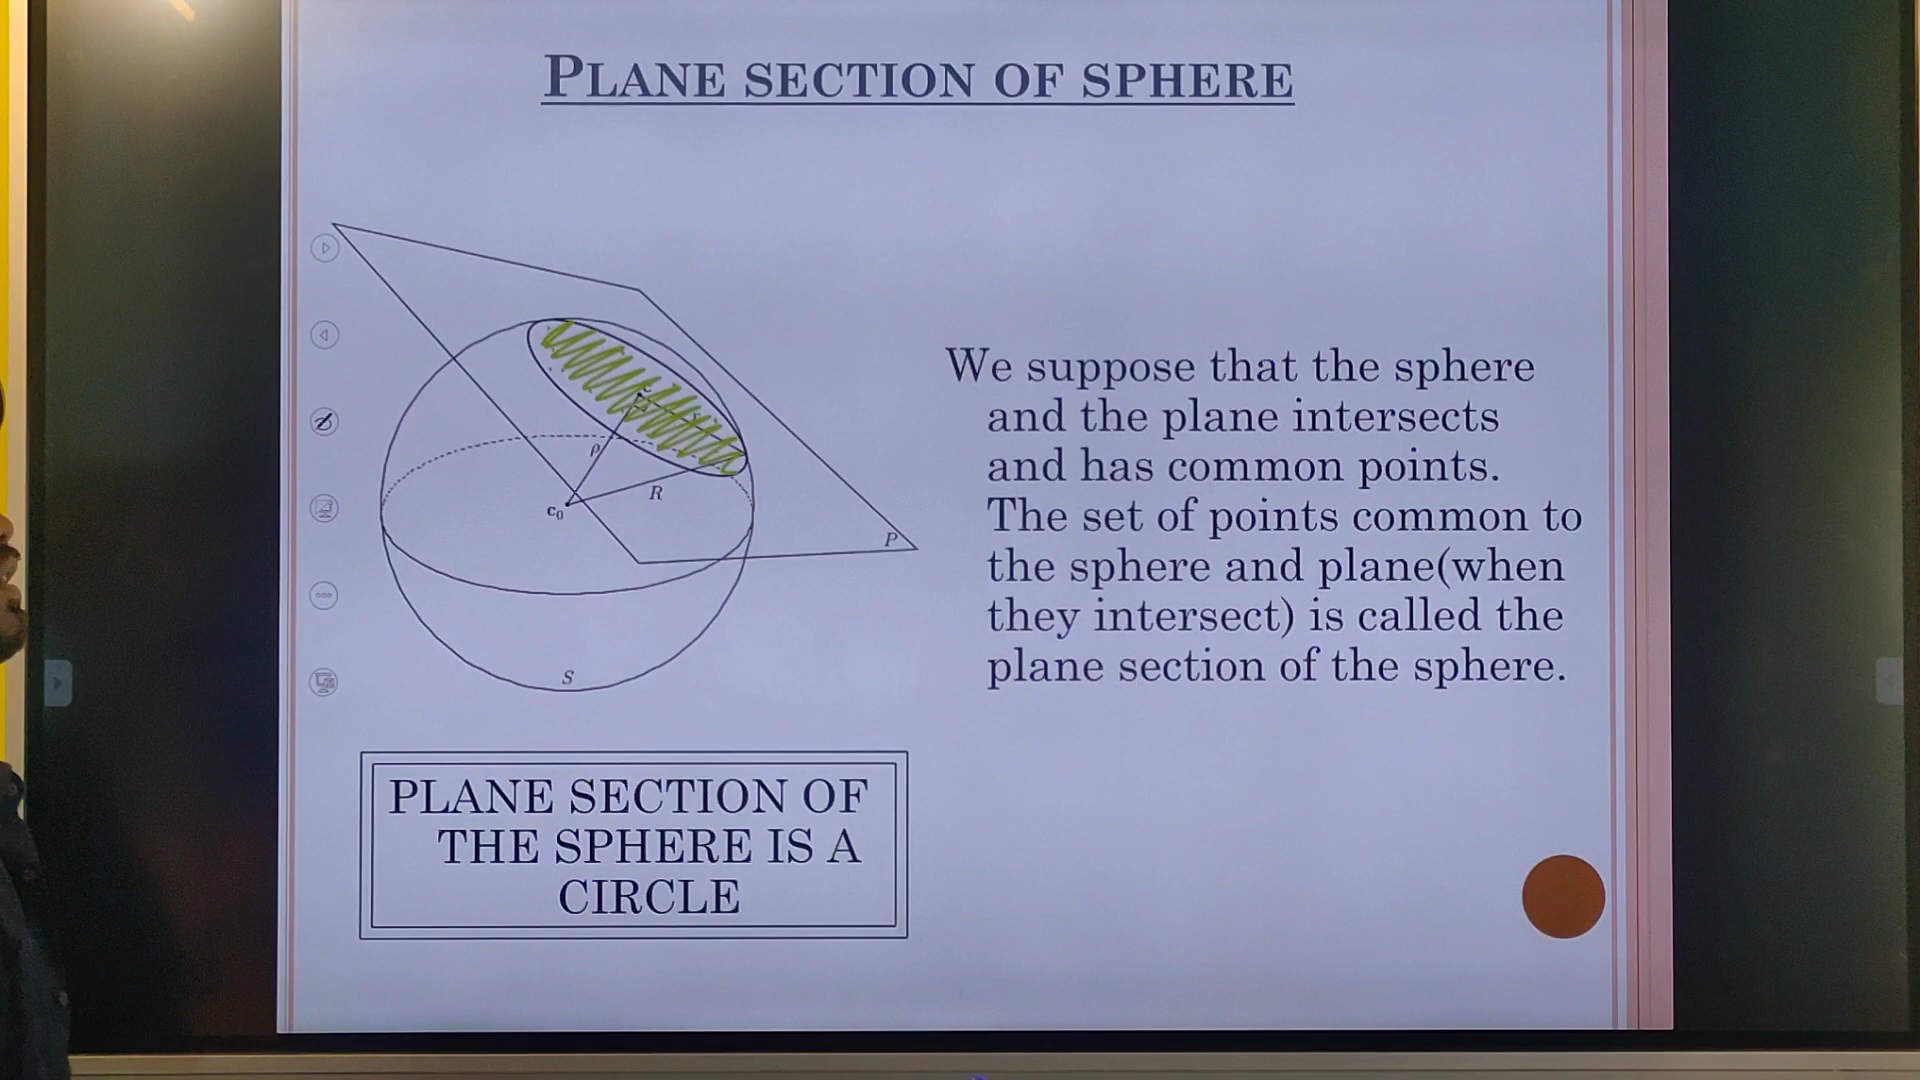 PLANE SECTION OF SPHERE
ρ
r
R
c₀
P
S
We suppose that the sphere
and the plane intersects
and has common points.
The set of points common to
the sphere and plane(when
they intersect) is called the
plane section of the sphere.
PLANE SECTION OF
THE SPHERE IS A
CIRCLE